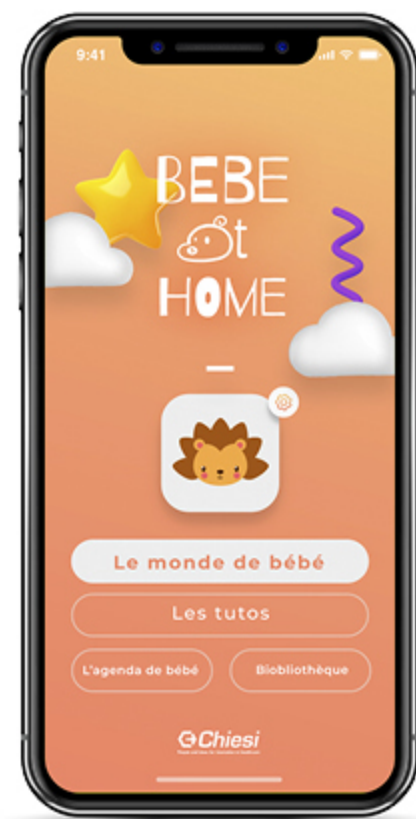 9:41
BEBE
at
HOME
Le monde de bébé
Les tutos
L'agenda de bébé
Biobliothèque
Chiesi